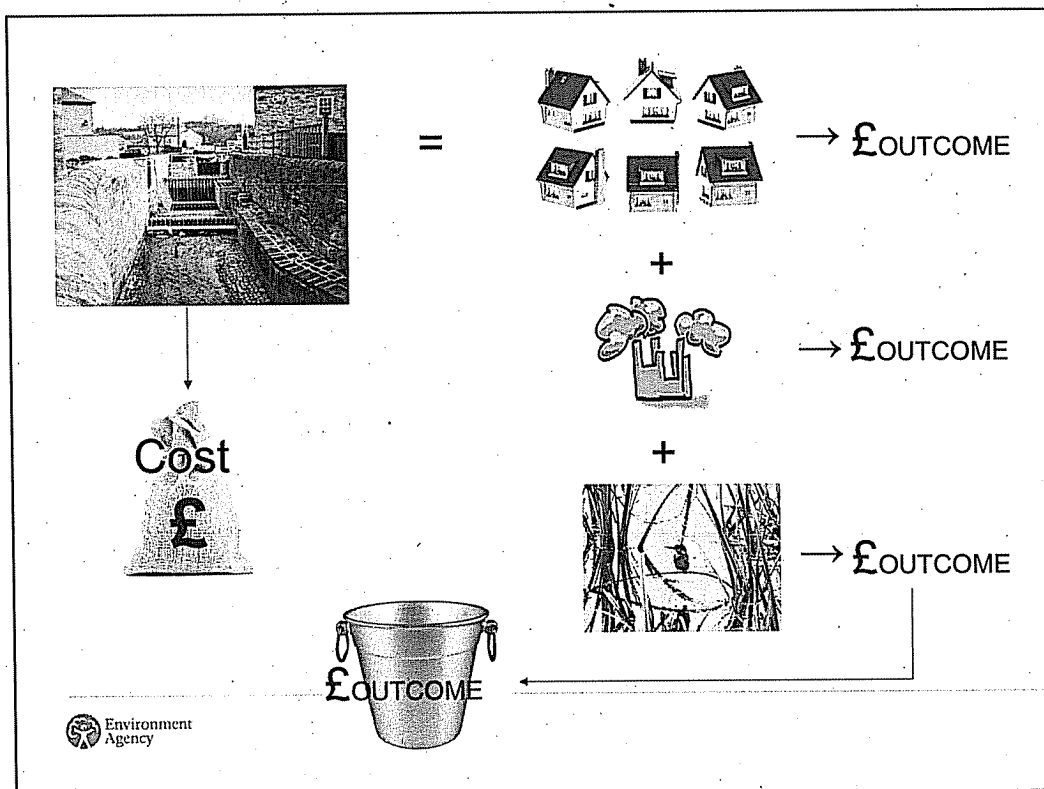 =
→ £OUTCOME
+
→ £OUTCOME
Cost
£
+
→ £OUTCOME
£OUTCOME
Environment
Agency